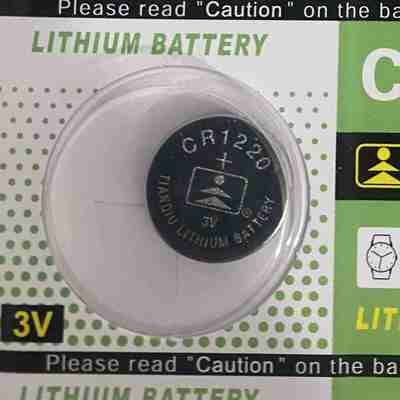 Please read "Caution" on the ba
LITHIUM BATTERY
C
CR1220
+
3V
TIANQIU LITHIUM BATTERY
®
3V
LIT
Please read "Caution" on the ba
LITHIUM BATTERY